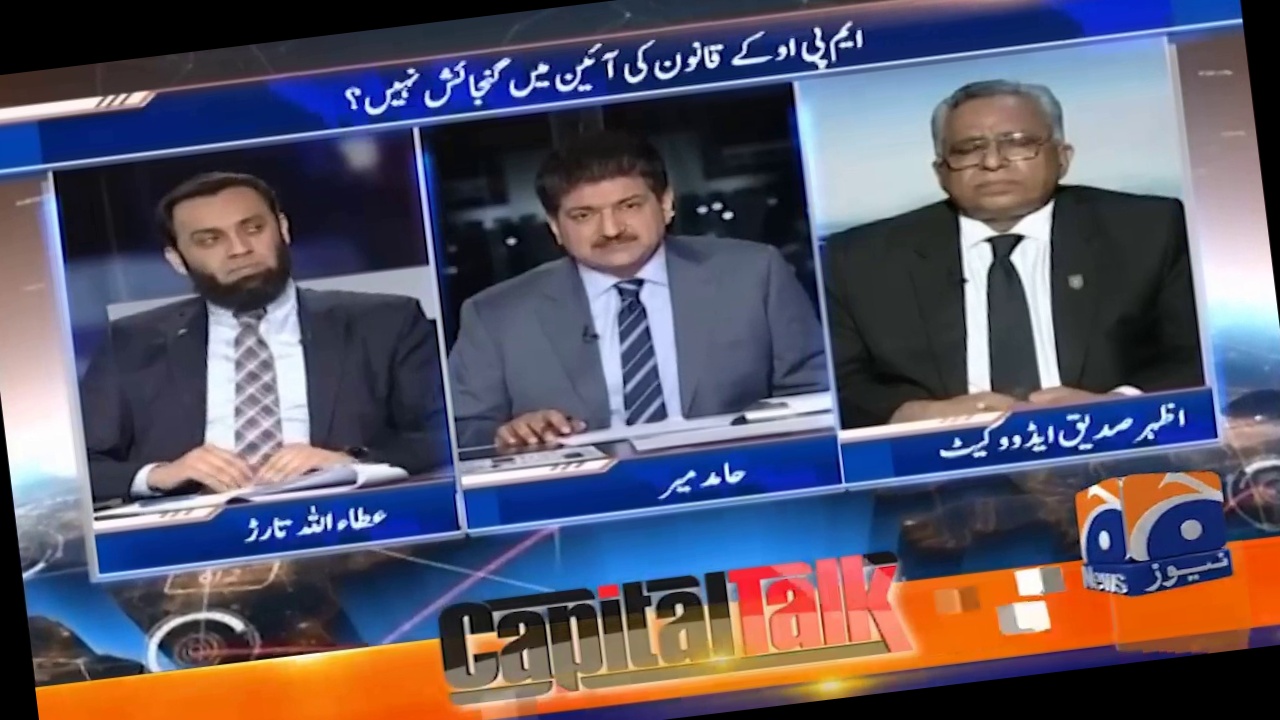 ایم پی او کے قانون کی آئین میں گنجائش نہیں؟
اظہر صدیق ایڈووکیٹ
حامد میر
عطاء اللہ تارڑ
Capital Talk
جیو
News نیوز